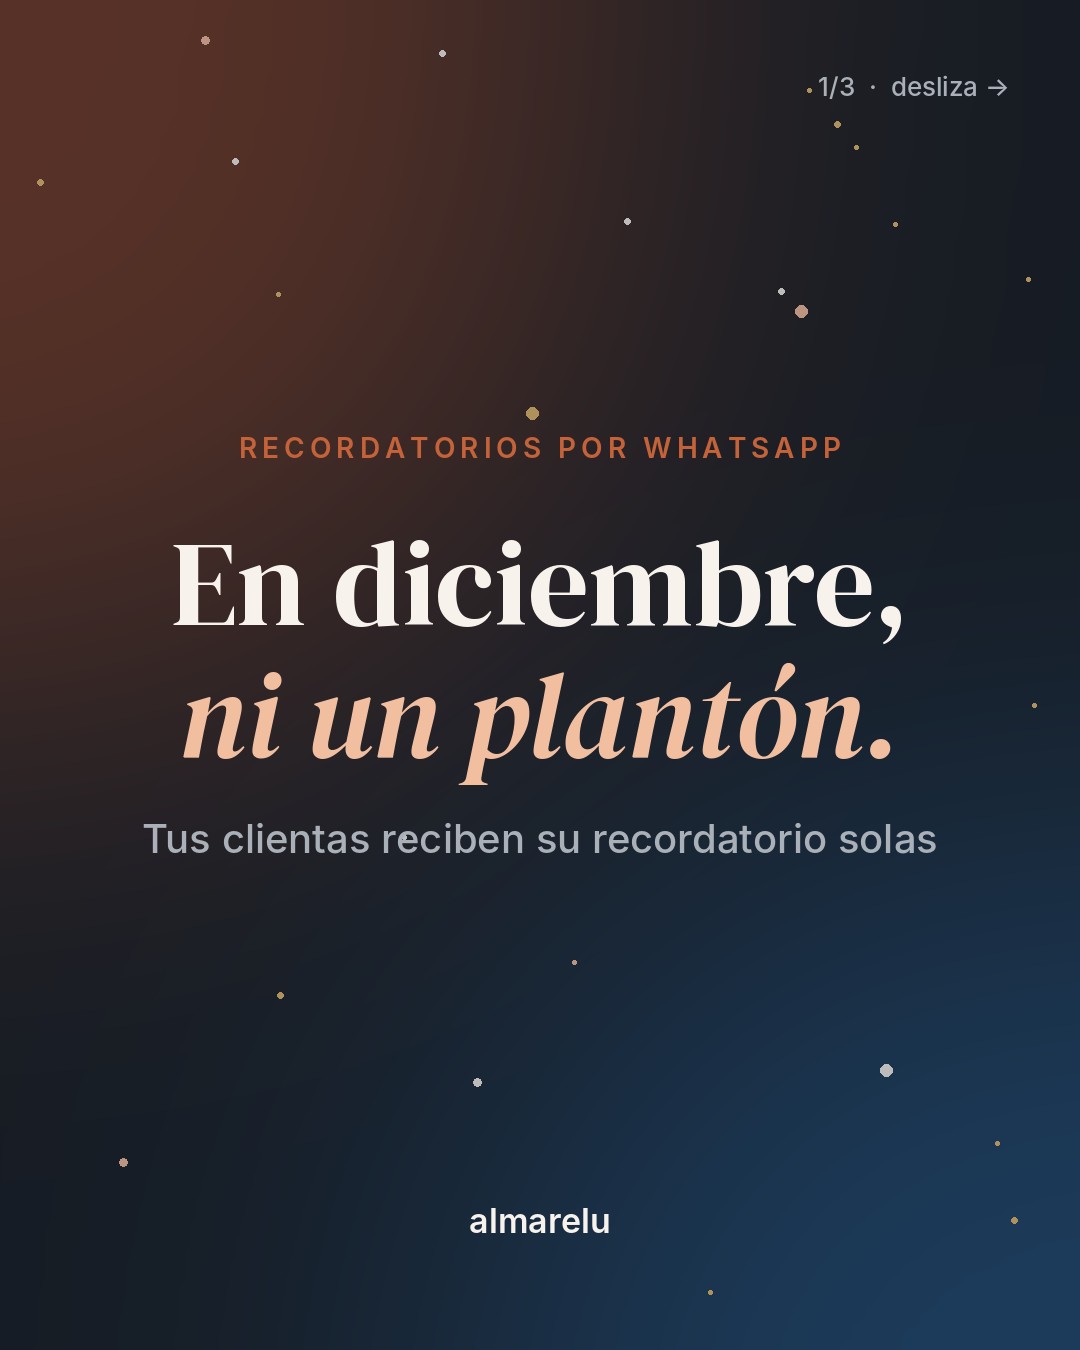 1/3 · desliza →
RECORDATORIOS POR WHATSAPP
En diciembre,
ni un plantón.
Tus clientas reciben su recordatorio solas
almarelu